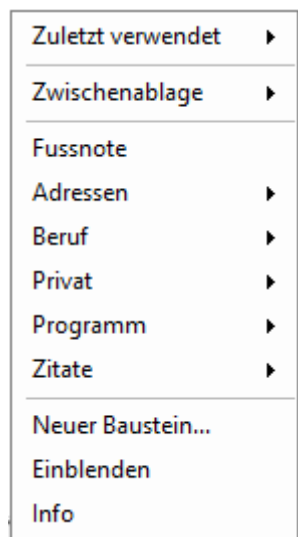 Zuletzt verwendet
Zwischenablage
Fussnote
Adressen
Beruf
Privat
Programm
Zitate
Neuer Baustein...
Einblenden
Info